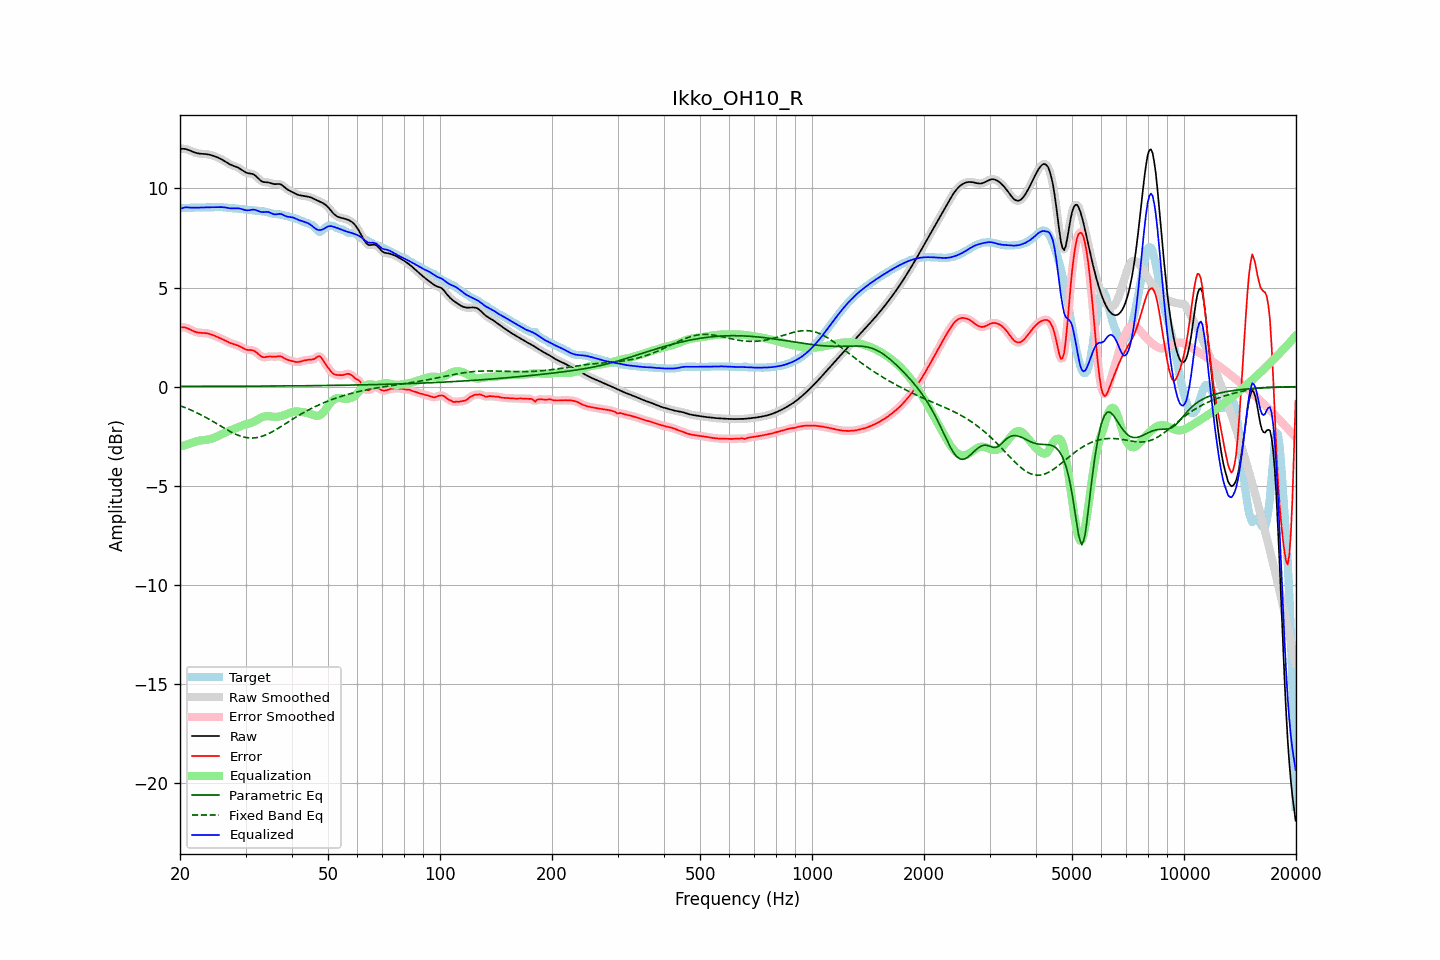 Ikko_OH10_R
10
5
0
−5
−10
−15
−20
Amplitude (dBr)
Target
Raw Smoothed
Error Smoothed
Raw
Error
Equalization
Parametric Eq
Fixed Band Eq
Equalized
20 50 100 200 500 1000 2000 5000 10000 20000
Frequency (Hz)